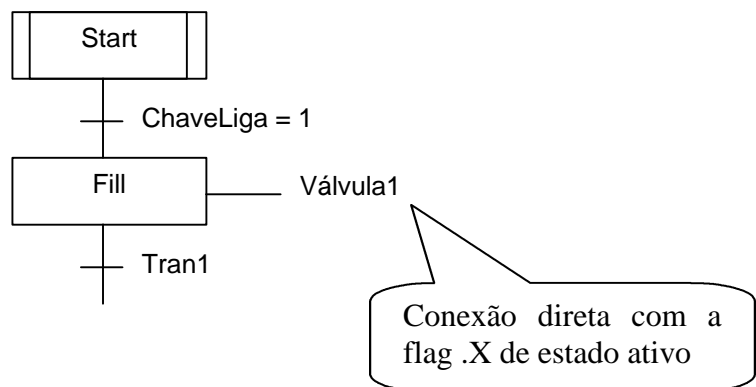 Start
ChaveLiga = 1
Fill
Válvula1
Tran1
Conexão direta com a
flag .X de estado ativo